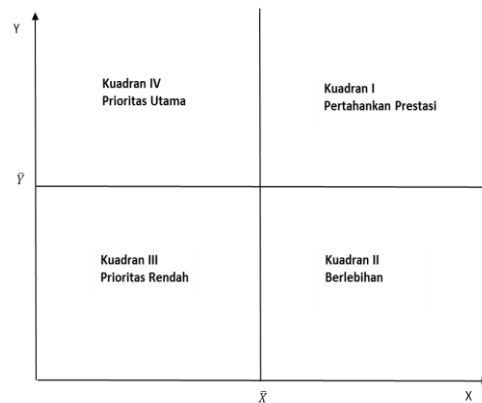 Y
Kuadran IV
Prioritas Utama
Kuadran I
Pertahankan Prestasi
Ȳ
Kuadran III
Prioritas Rendah
Kuadran II
Berlebihan
X̄
X